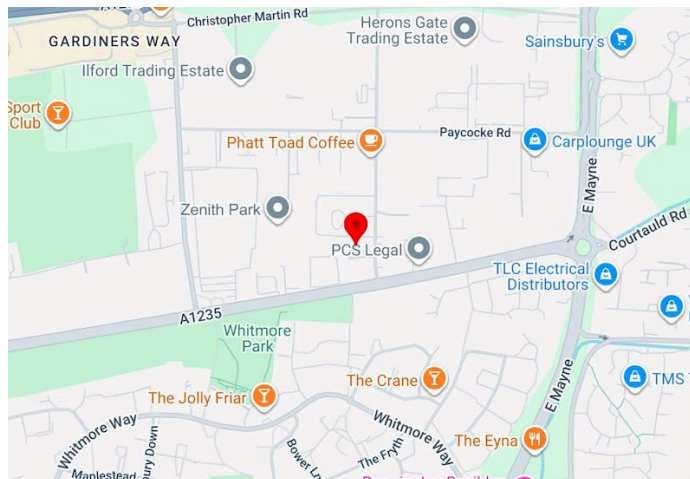 Christopher Martin Rd
GARDINERS WAY
Herons Gate
Trading Estate
Sainsbury's
Ilford Trading Estate
Sport
Club
Phatt Toad Coffee
Paycocke Rd
Carplounge UK
Zenith Park
E Mayne
PCS Legal
Courtauld Rd
TLC Electrical
Distributors
A1235
Whitmore
Park
The Jolly Friar
The Crane
E Mayne
TMS
Whitmore Way
Whitmore Way
The Eyna
Bower Ln
The Fryth
Maplestead